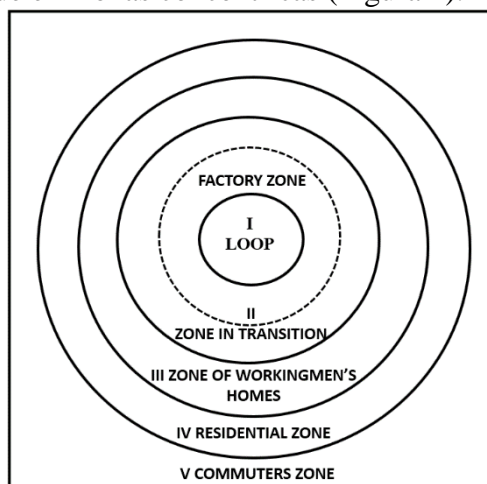 FACTORY ZONE
I
LOOP
II
ZONE IN TRANSITION
III ZONE OF WORKINGMEN'S
HOMES
IV RESIDENTIAL ZONE
V COMMUTERS ZONE